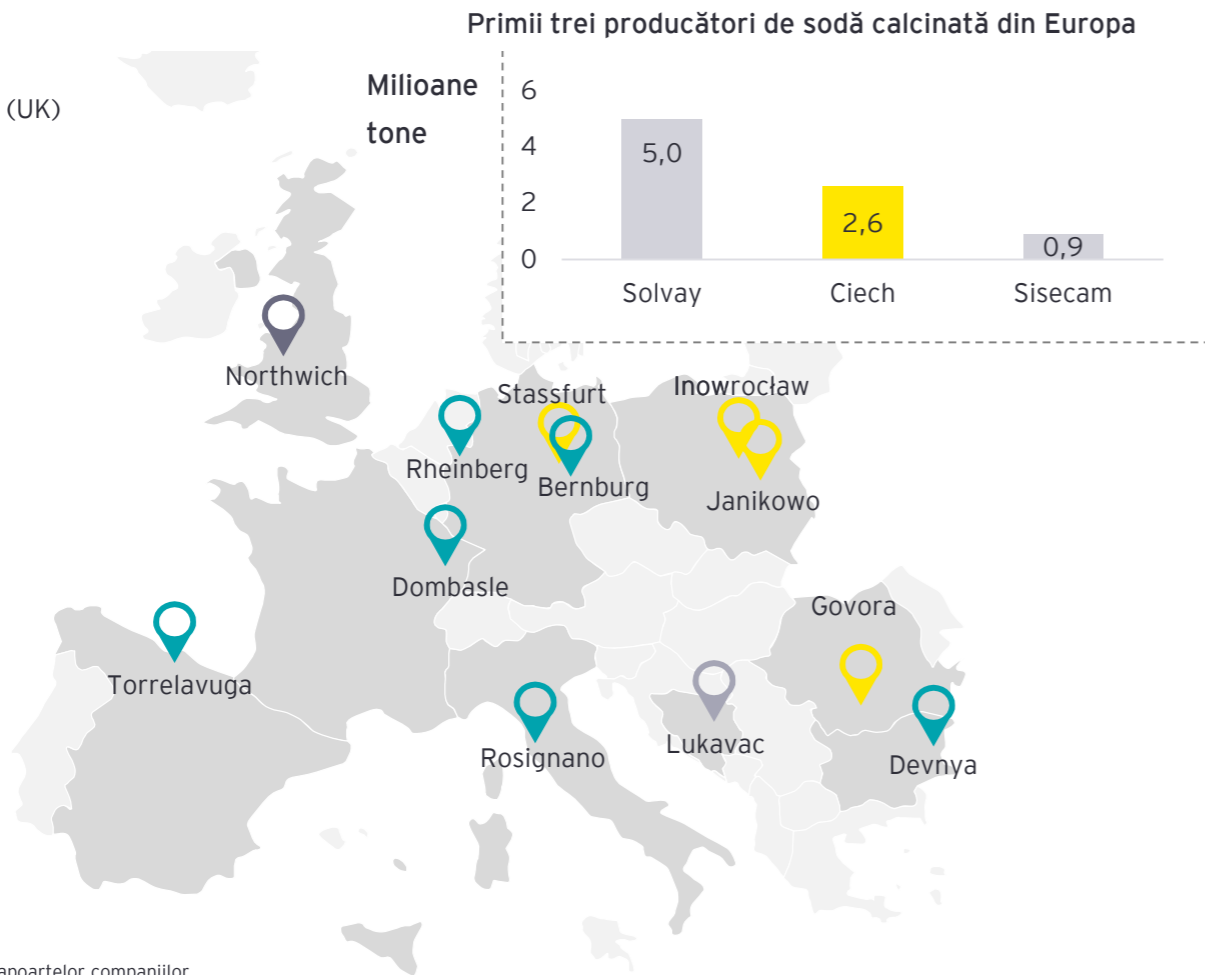 Primii trei producători de sodă calcinată din Europa
(UK)
Milioane
tone
6
4
2
0
5,0
2,6
0,9
Solvay
Ciech
Sisecam
Northwich
Stassfurt
Inowrocław
Rheinberg
Bernburg
Janikowo
Dombasle
Govora
Torrelavuga
Rosignano
Lukavac
Devnya
companiilor